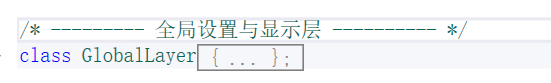 /* --------- 全局设置与显示层 ---------- */
class GlobalLayer { ... };